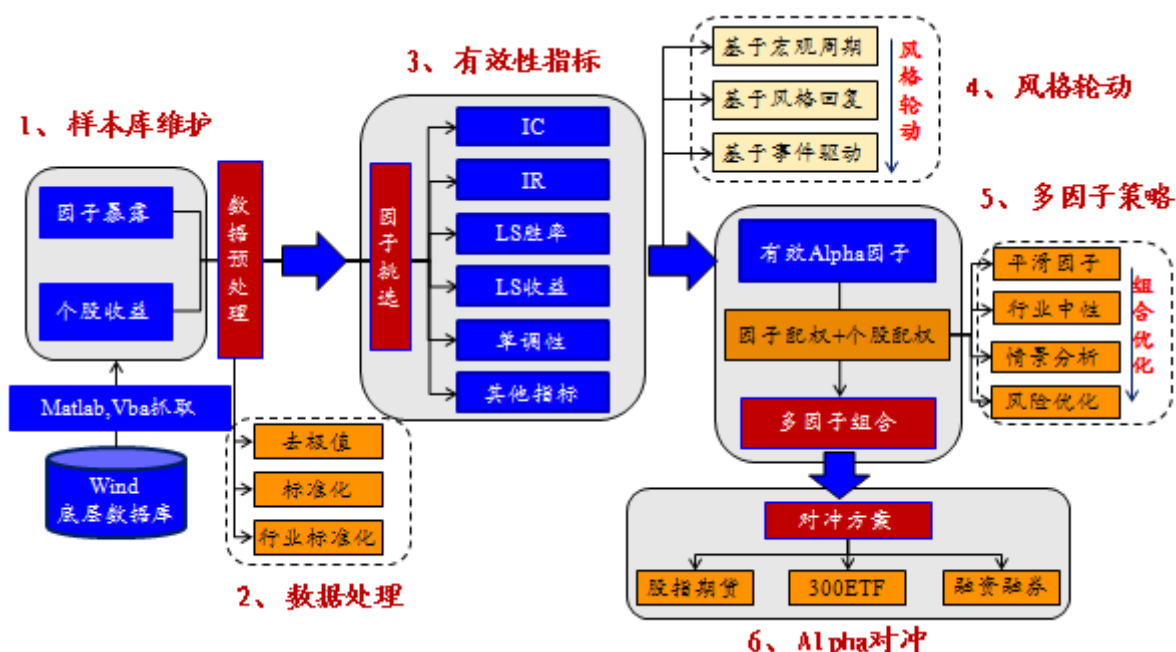 1、样本库维护
因子暴露
个股收益
Matlab,Vba抓取
Wind
底层数据库
数据预处理
去极值
标准化
行业标准化
2、数据处理
3、有效性指标
因子挑选
IC
IR
LS胜率
LS收益
单调性
其他指标
基于宏观周期
基于风格回复
基于事件驱动
风格轮动
4、风格轮动
5、多因子策略
有效Alpha因子
因子配权+个股配权
多因子组合
平滑因子
行业中性
情景分析
风险优化
组合优化
对冲方案
股指期货
300ETF
融资融券
6、Alpha对冲